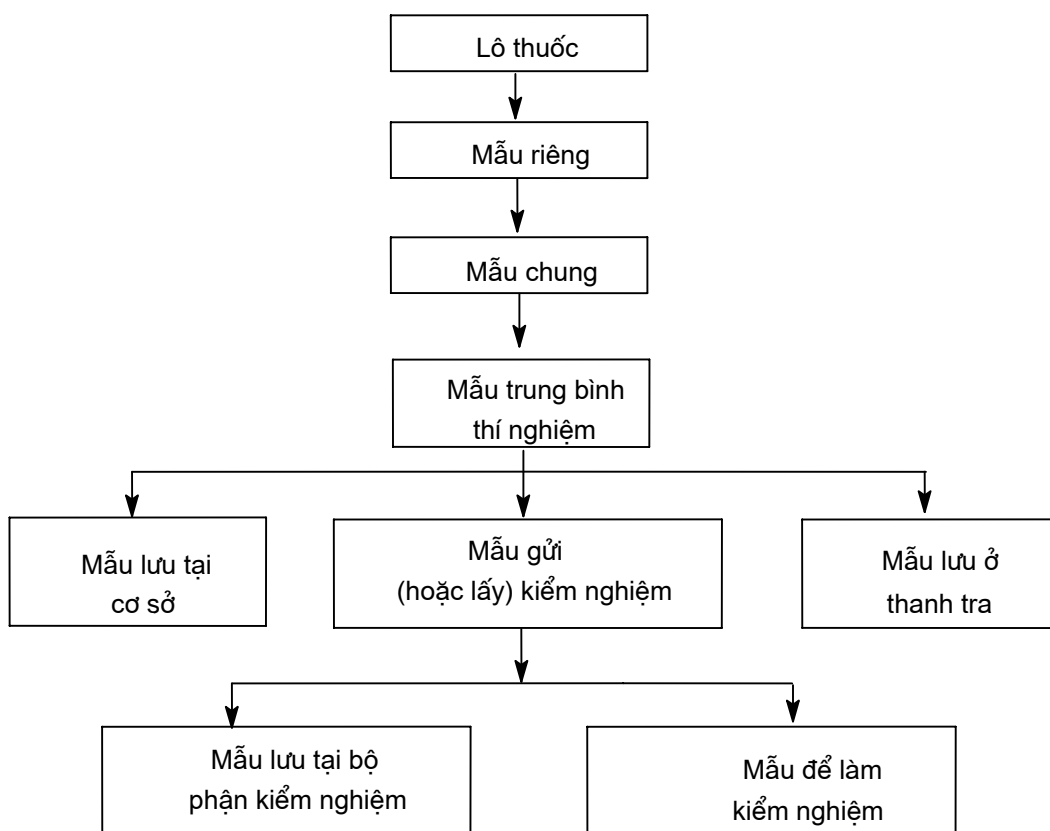 Lô thuốc
Mẫu riêng
Mẫu chung
Mẫu trung bình
thí nghiệm
Mẫu lưu tại
cơ sở
Mẫu gửi
(hoặc lấy) kiểm nghiệm
Mẫu lưu ở
thanh tra
Mẫu lưu tại bộ
phận kiểm nghiệm
Mẫu để làm
kiểm nghiệm